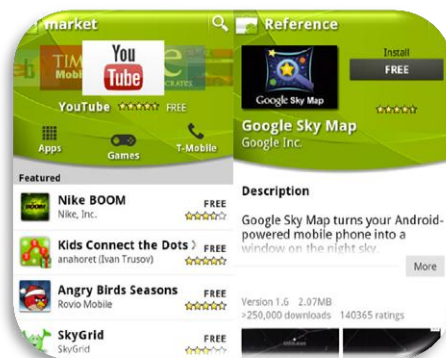 market
TIM
Mobi
You
Tube
YouTube FREE
Apps
Games
T-Mobile
Featured
Nike BOOM FREE
Nike, Inc.
Kids Connect the Dots FREE
anahoret (Ivan Trusov)
Angry Birds Seasons FREE
Rovio Mobile
SkyGrid FREE
SkyGrid
Reference
Google Sky Map
Install
FREE
Google Sky Map
Google Inc.
Description
Google Sky Map turns your Android-
powered mobile phone into a
window on the night sky.
More
Version 1.6 2.07MB
>250,000 downloads 140365 ratings